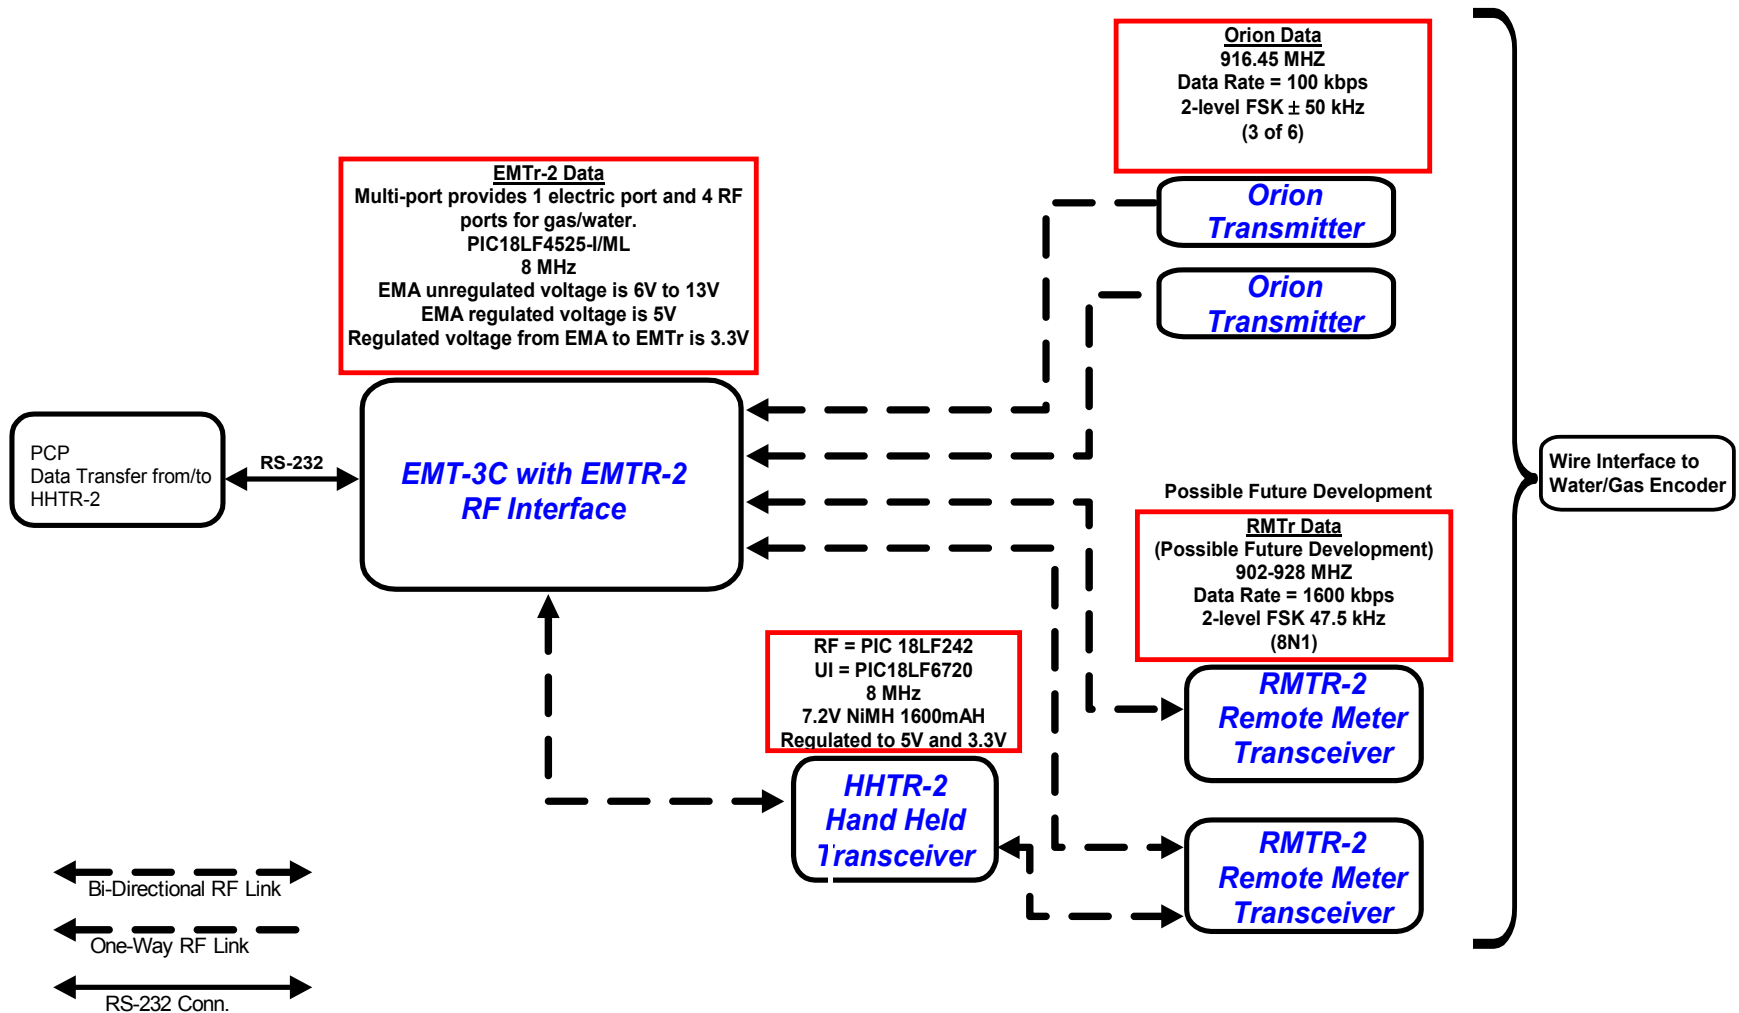 Orion Data
916.45 MHZ
Data Rate = 100 kbps
2-level FSK ± 50 kHz
(3 of 6)
EMTr-2 Data
Multi-port provides 1 electric port and 4 RF
ports for gas/water.
PIC18LF4525-I/ML
8 MHz
EMA unregulated voltage is 6V to 13V
EMA regulated voltage is 5V
Regulated voltage from EMA to EMTr is 3.3V
Orion
Transmitter
Orion
Transmitter
PCP
Data Transfer from/to
HHTR-2
RS-232
EMT-3C with EMTR-2
RF Interface
Wire Interface to
Water/Gas Encoder
Possible Future Development
RMTr Data
(Possible Future Development)
902-928 MHZ
Data Rate = 1600 kbps
2-level FSK 47.5 kHz
(8N1)
RF = PIC 18LF242
UI = PIC18LF6720
8 MHz
7.2V NiMH 1600mAH
Regulated to 5V and 3.3V
RMTR-2
Remote Meter
Transceiver
HHTR-2
Hand Held
Transceiver
RMTR-2
Remote Meter
Transceiver
Bi-Directional RF Link
One-Way RF Link
RS-232 Conn.